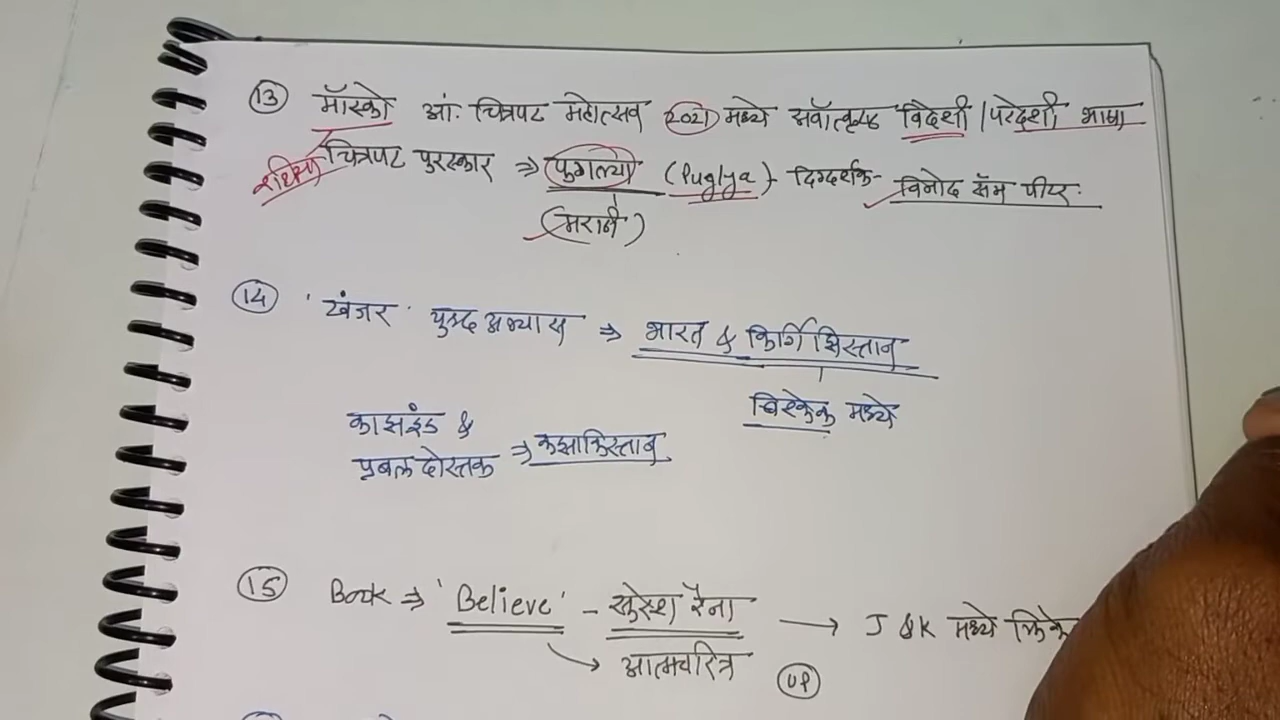 13 मॉस्को आं. चित्रपट महोत्सव 2021 मध्ये सर्वोत्कृष्ठ विदेशी / परदेशी भाषा
रशिया चित्रपट पुरस्कार ⇒ पुगल्या (Puglya) - दिग्दर्शक - विनोद सॅम पीटर
(मराठी)
14 'खंजर' युद्ध अभ्यास ⇒ भारत & किर्गिझिस्तान
बिश्केक मध्ये
काझइंड &
प्रबल दोस्तक ⇒ कझाकिस्तान
15 Book ⇒ 'Believe' - सुरेश रैना → J & K मध्ये क्रिके
→ आत्मचरित्र UP